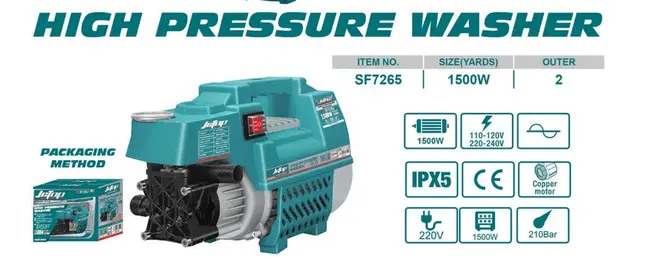 HIGH PRESSURE WASHER
ITEM NO. SIZE(YARDS) OUTER
SF7265 1500W 2
1500W
110-120V
220-240V
PACKAGING
METHOD
JeTop
IPX5
CE
Copper
motor
220V
1500W
210Bar